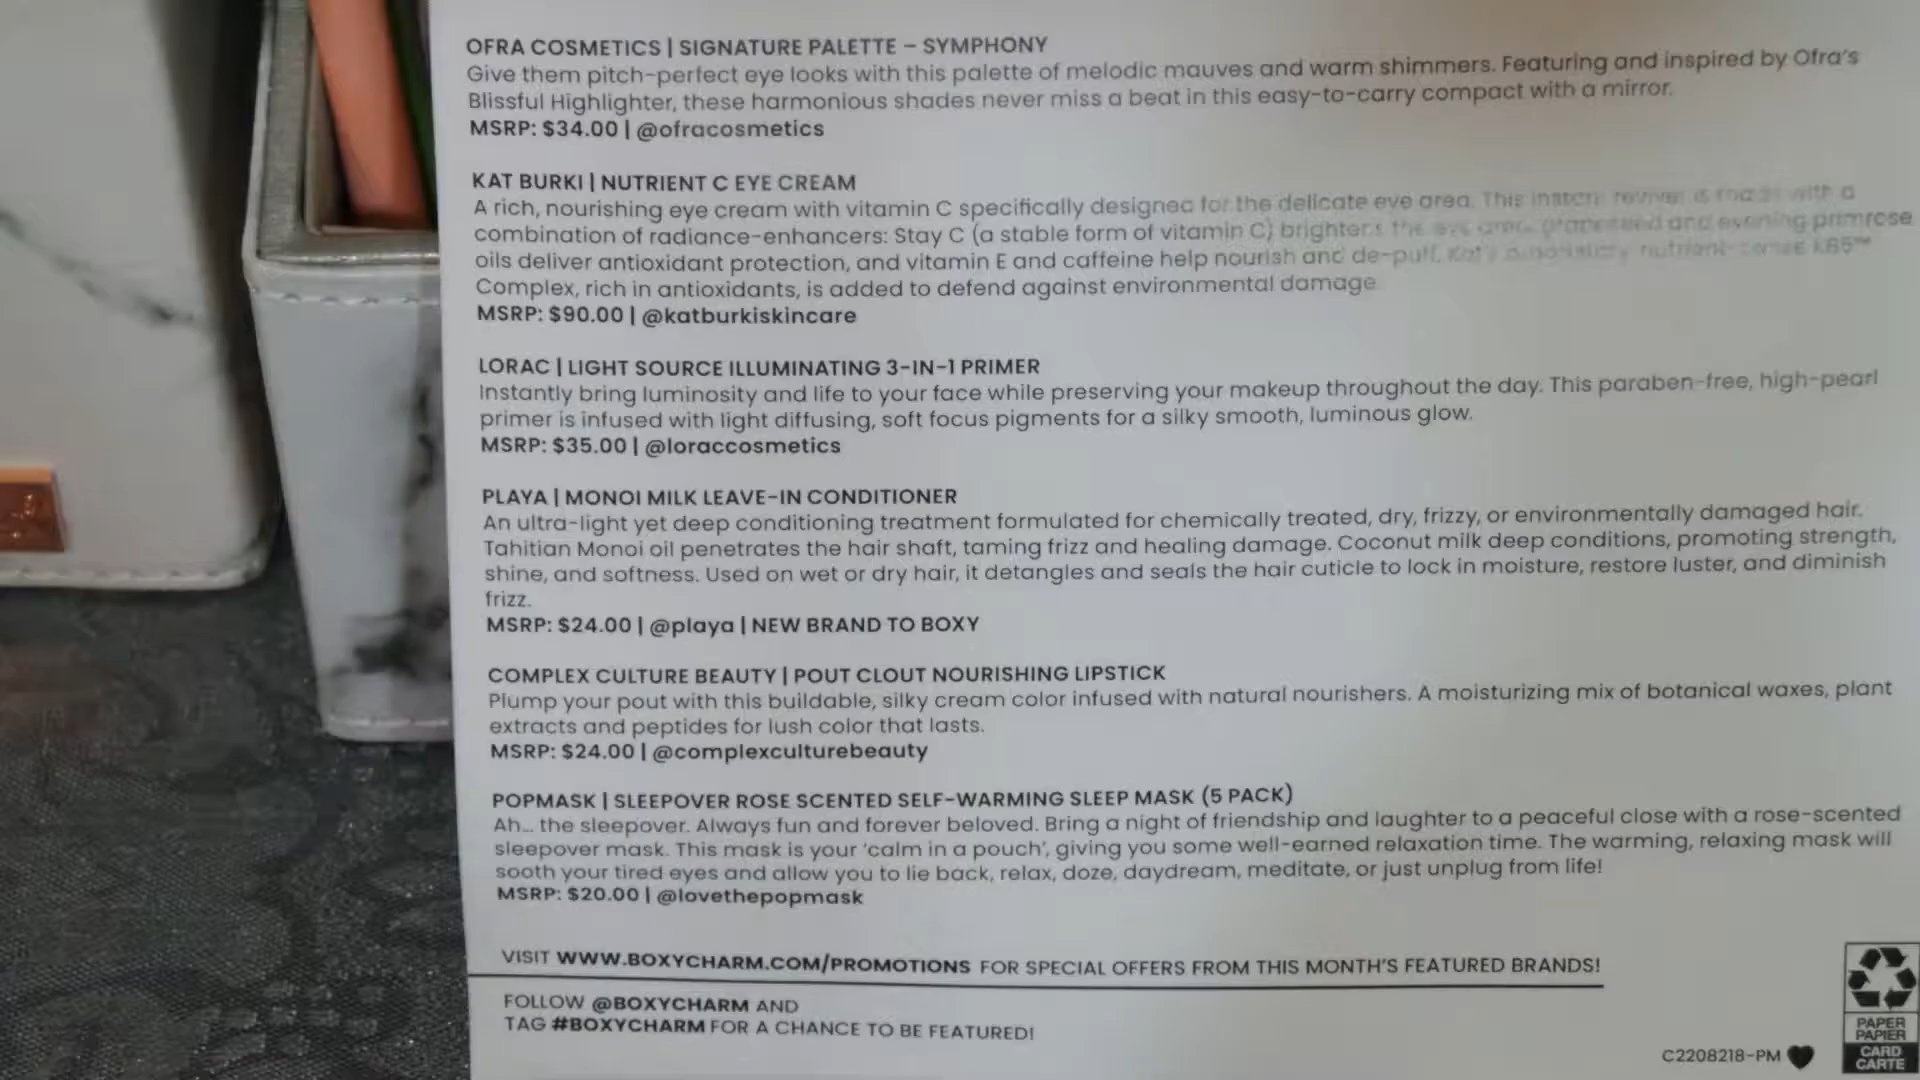 OFRA COSMETICS | SIGNATURE PALETTE – SYMPHONY
Give them pitch-perfect eye looks with this palette of melodic mauves and warm shimmers. Featuring and inspired by Ofra's
Blissful Highlighter, these harmonious shades never miss a beat in this easy-to-carry compact with a mirror.
MSRP: $34.00 | @ofracosmetics
KAT BURKI | NUTRIENT C EYE CREAM
A rich, nourishing eye cream with vitamin C specifically designed for the delicate eye area. This instant reviver is made with a
combination of radiance-enhancers: Stay C (a stable form of vitamin C) brightens the eye area, grapeseed and evening primrose
oils deliver antioxidant protection, and vitamin E and caffeine help nourish and de-puff. Kat's nutrient-dense KB5™
Complex, rich in antioxidants, is added to defend against environmental damage.
MSRP: $90.00 | @katburkiskincare
LORAC | LIGHT SOURCE ILLUMINATING 3-IN-1 PRIMER
Instantly bring luminosity and life to your face while preserving your makeup throughout the day. This paraben-free, high-pearl
primer is infused with light diffusing, soft focus pigments for a silky smooth, luminous glow.
MSRP: $35.00 | @loraccosmetics
PLAYA | MONOI MILK LEAVE-IN CONDITIONER
An ultra-light yet deep conditioning treatment formulated for chemically treated, dry, frizzy, or environmentally damaged hair.
Tahitian Monoi oil penetrates the hair shaft, taming frizz and healing damage. Coconut milk deep conditions, promoting strength,
shine, and softness. Used on wet or dry hair, it detangles and seals the hair cuticle to lock in moisture, restore luster, and diminish
frizz.
MSRP: $24.00 | @playa | NEW BRAND TO BOXY
COMPLEX CULTURE BEAUTY | POUT CLOUT NOURISHING LIPSTICK
Plump your pout with this buildable, silky cream color infused with natural nourishers. A moisturizing mix of botanical waxes, plant
extracts and peptides for lush color that lasts.
MSRP: $24.00 | @complexculturebeauty
POPMASK | SLEEPOVER ROSE SCENTED SELF-WARMING SLEEP MASK (5 PACK)
Ah... the sleepover. Always fun and forever beloved. Bring a night of friendship and laughter to a peaceful close with a rose-scented
sleepover mask. This mask is your 'calm in a pouch', giving you some well-earned relaxation time. The warming, relaxing mask will
sooth your tired eyes and allow you to lie back, relax, doze, daydream, meditate, or just unplug from life!
MSRP: $20.00 | @lovethepopmask
VISIT WWW.BOXYCHARM.COM/PROMOTIONS FOR SPECIAL OFFERS FROM THIS MONTH'S FEATURED BRANDS!
FOLLOW @BOXYCHARM AND
TAG #BOXYCHARM FOR A CHANCE TO BE FEATURED!
C2208218-PM
PAPER
PAPIER
CARD
CARTE